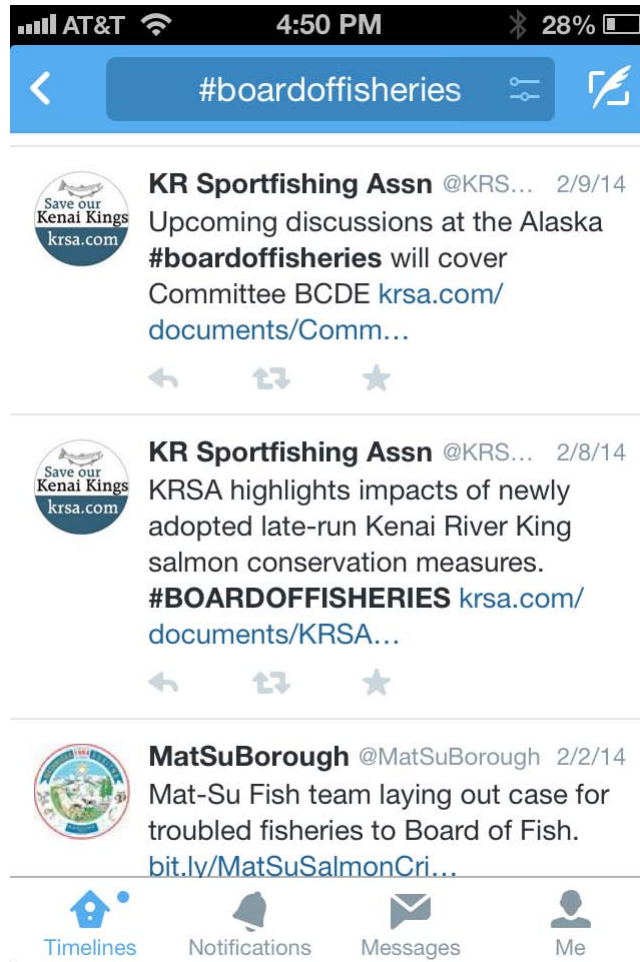 AT&T 4:50 PM 28%
#boardoffisheries
Save our
Kenai Kings
krsa.com
KR Sportfishing Assn @KRS... 2/9/14
Upcoming discussions at the Alaska
#boardoffisheries will cover
Committee BCDE krsa.com/
documents/Comm...
Save our
Kenai Kings
krsa.com
KR Sportfishing Assn @KRS... 2/8/14
KRSA highlights impacts of newly
adopted late-run Kenai River King
salmon conservation measures.
#BOARDOFFISHERIES krsa.com/
documents/KRSA...
MatSuBorough @MatSuBorough 2/2/14
Mat-Su Fish team laying out case for
troubled fisheries to Board of Fish.
bit.ly/MatSuSalmonCri...
Timelines Notifications Messages Me